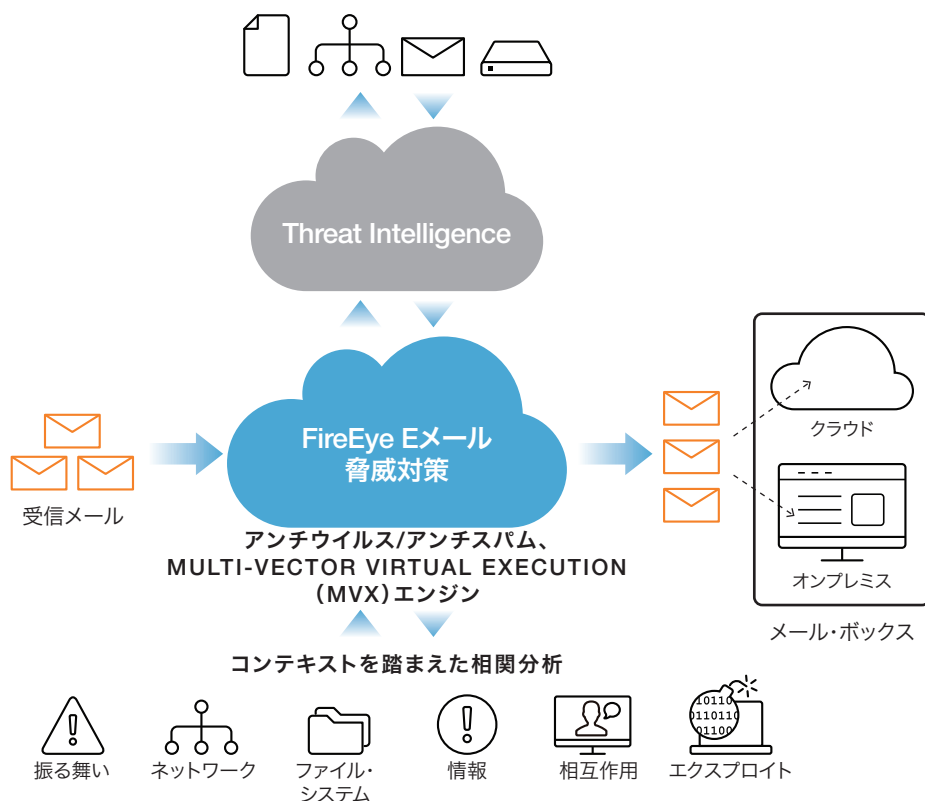 Threat Intelligence
FireEye Eメール
脅威対策
受信メール
クラウド
オンプレミス
メール・ボックス
アンチウイルス/アンチスパム、
MULTI-VECTOR VIRTUAL EXECUTION
（MVX）エンジン
コンテキストを踏まえた相関分析
10110
0110110
01100
振る舞い
ネットワーク
ファイル・
システム
情報
相互作用
エクスプロイト